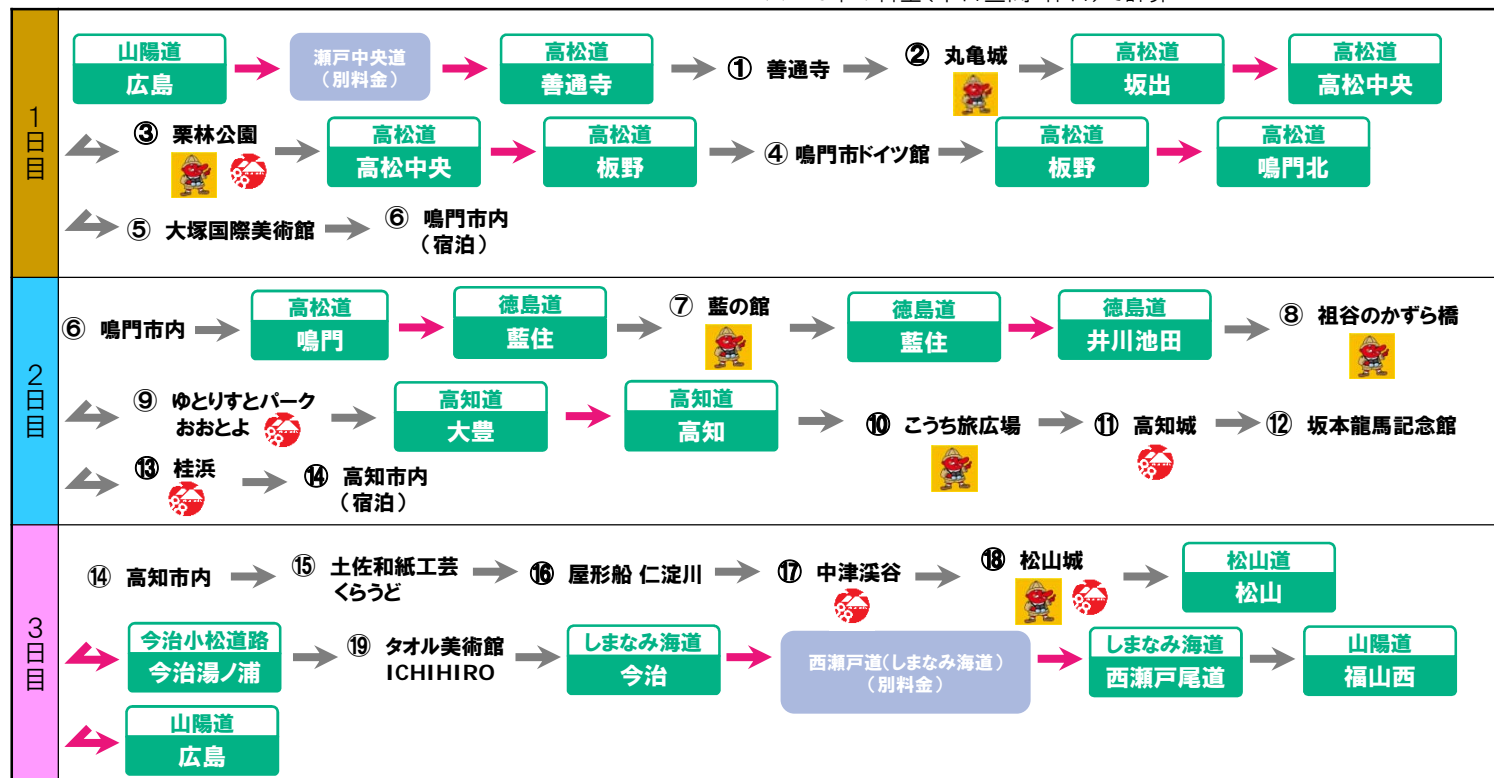 1日目
山陽道
広島
瀬戸中央道
（別料金）
高松道
善通寺
① 善通寺
② 丸亀城
高松道
坂出
高松道
高松中央
③ 栗林公園
高松道
高松中央
高松道
板野
④ 鳴門市ドイツ館
高松道
板野
高松道
鳴門北
⑤ 大塚国際美術館
⑥ 鳴門市内
（宿泊）
2日目
⑥ 鳴門市内
高松道
鳴門
徳島道
藍住
⑦ 藍の館
徳島道
藍住
徳島道
井川池田
⑧ 祖谷のかずら橋
⑨ ゆとりすとパーク
おおとよ
高知道
大豊
高知道
高知
⑩ こうち旅広場
⑪ 高知城
⑫ 坂本龍馬記念館
⑬ 桂浜
⑭ 高知市内
（宿泊）
3日目
⑭ 高知市内
⑮ 土佐和紙工芸
くらうど
⑯ 屋形船 仁淀川
⑰ 中津渓谷
⑱ 松山城
松山道
松山
今治小松道路
今治湯ノ浦
⑲ タオル美術館
ICHIHIRO
しまなみ海道
今治
西瀬戸道（しまなみ海道）
（別料金）
しまなみ海道
西瀬戸尾道
山陽道
福山西
山陽道
広島